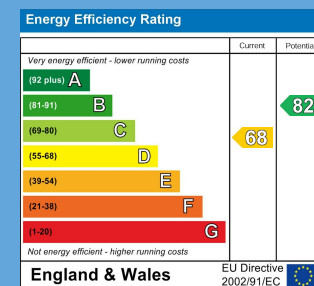 Energy Efficiency Rating
Current Potentia
Very energy efficient - lower running costs
(92 plus) A
(81-91) B 82
(69-80) C
68
(55-68) D
(39-54) E
(21-38) F
(1-20) G
Not energy efficient - higher running costs
England & Wales
EU Directive
2002/91/EC